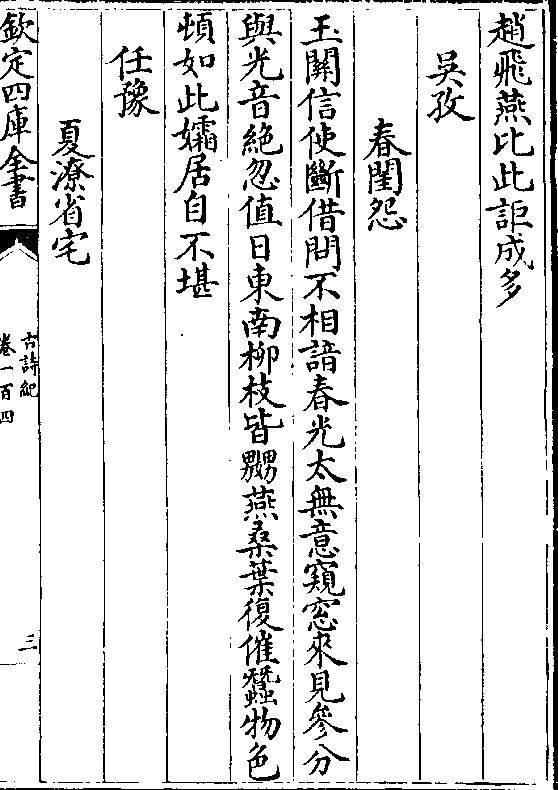 趙飛燕比此詎成多
吳孜
春閨怨
玉關信使斷借問不相諳春光太無意窺窓來見參分
與光音絶忽值日東南栁枝皆嬲燕桑葉復催蠶物色
頓如此孀居自不堪
任豫
夏潦省宅
欽定四庫全書
古詩紀
卷一百四
三